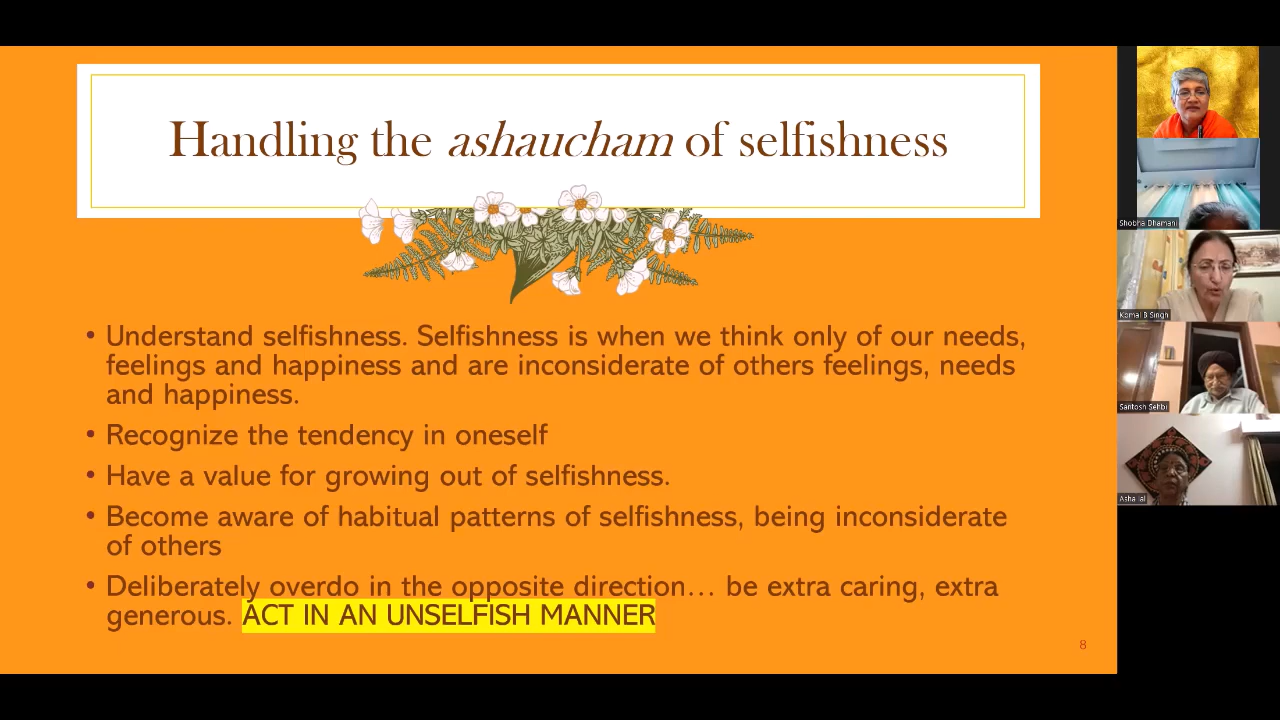 Handling the ashaucham of selfishness
• Understand selfishness. Selfishness is when we think only of our needs,
feelings and happiness and are inconsiderate of others feelings, needs
and happiness.
• Recognize the tendency in oneself
• Have a value for growing out of selfishness.
• Become aware of habitual patterns of selfishness, being inconsiderate
of others
• Deliberately overdo in the opposite direction… be extra caring, extra
generous. ACT IN AN UNSELFISH MANNER
8
Shobha Dhamani
Komal B Singh
Santosh Sehbi
Asha lal